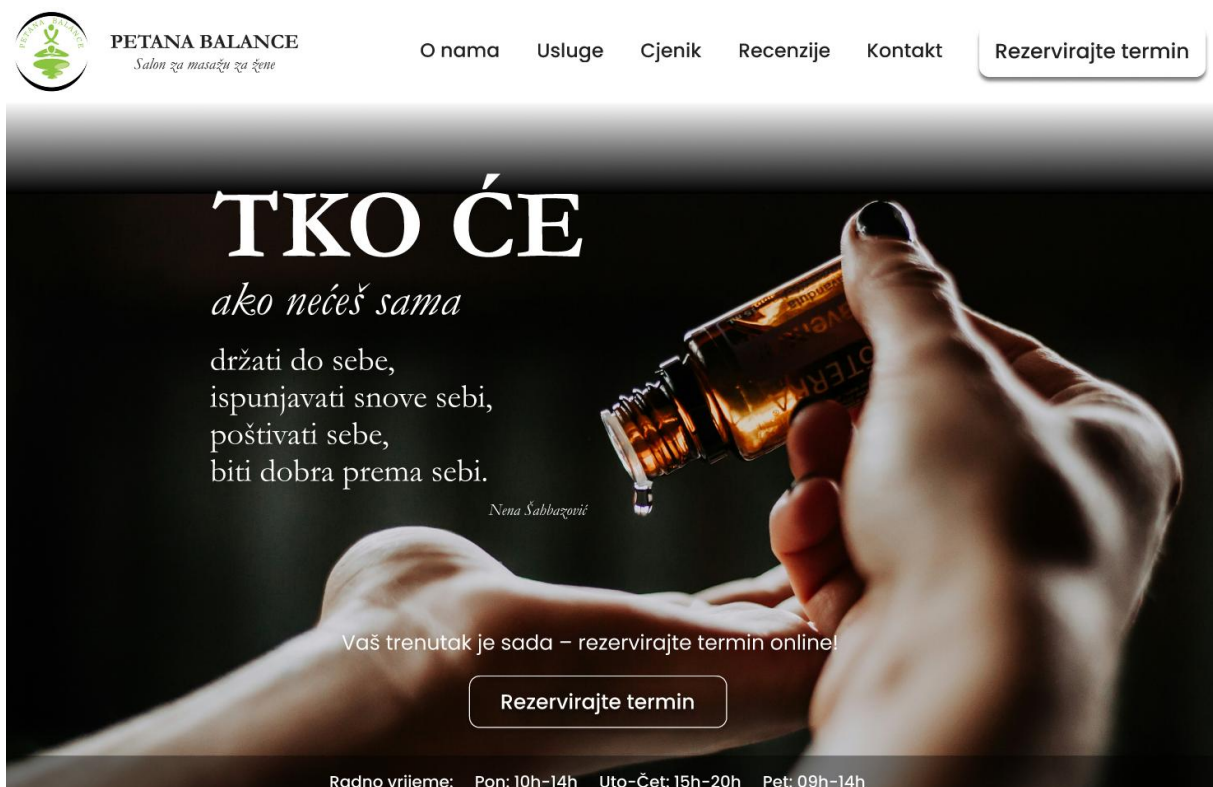 PETANA BALANCE
PETANA BALANCE
Salon za masažu za žene
O nama
Usluge
Cjenik
Recenzije
Kontakt
Rezervirajte termin
TKO ĆE
ako nećeš sama
držati do sebe,
ispunjavati snove sebi,
poštivati sebe,
biti dobra prema sebi.
Nena Šahbazović
Vaš trenutak je sada – rezervirajte termin online!
Rezervirajte termin
Radno vrijeme: Pon: 10h-14h Uto-Čet: 15h-20h Pet: 09h-14h